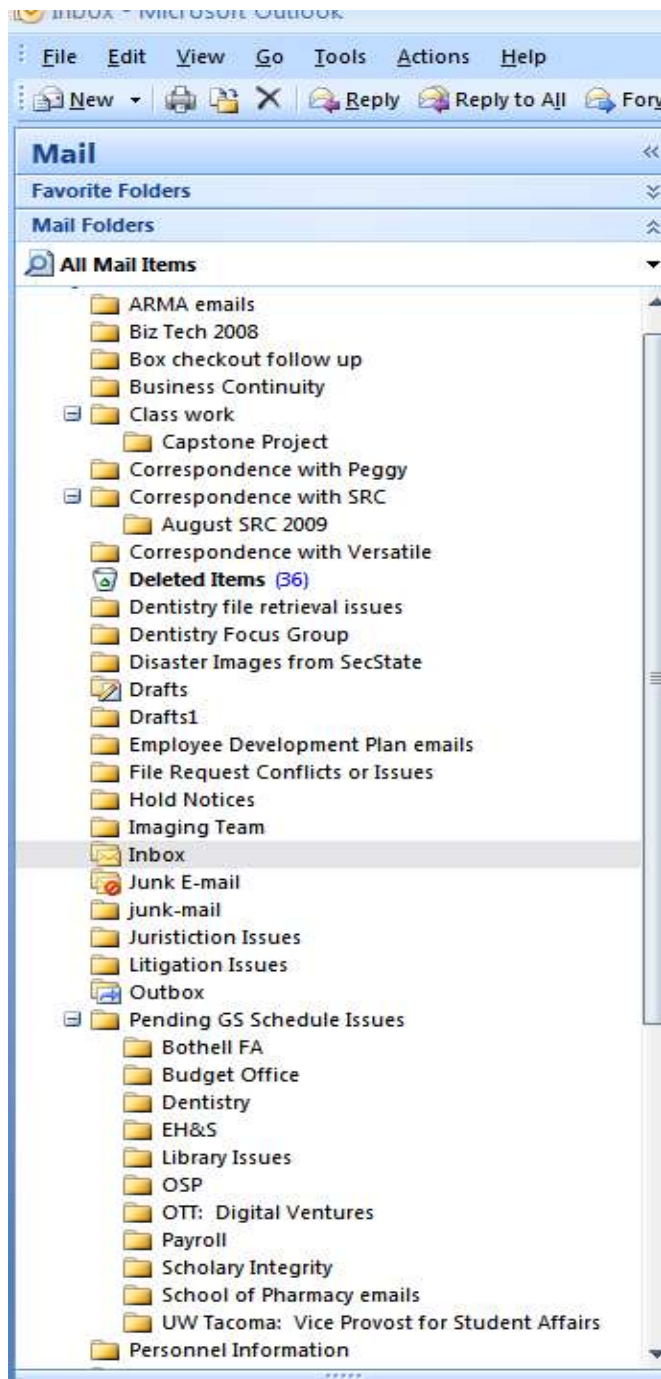 Inbox - Microsoft Outlook
File Edit View Go Tools Actions Help
New Reply Reply to All Forv
Mail
Favorite Folders
Mail Folders
All Mail Items
ARMA emails
Biz Tech 2008
Box checkout follow up
Business Continuity
Class work
Capstone Project
Correspondence with Peggy
Correspondence with SRC
August SRC 2009
Correspondence with Versatile
Deleted Items (36)
Dentistry file retrieval issues
Dentistry Focus Group
Disaster Images from SecState
Drafts
Drafts1
Employee Development Plan emails
File Request Conflicts or Issues
Hold Notices
Imaging Team
Inbox
Junk E-mail
junk-mail
Juristiction Issues
Litigation Issues
Outbox
Pending GS Schedule Issues
Bothell FA
Budget Office
Dentistry
EH&S
Library Issues
OSP
OTT: Digital Ventures
Payroll
Scholary Integrity
School of Pharmacy emails
UW Tacoma: Vice Provost for Student Affairs
Personnel Information